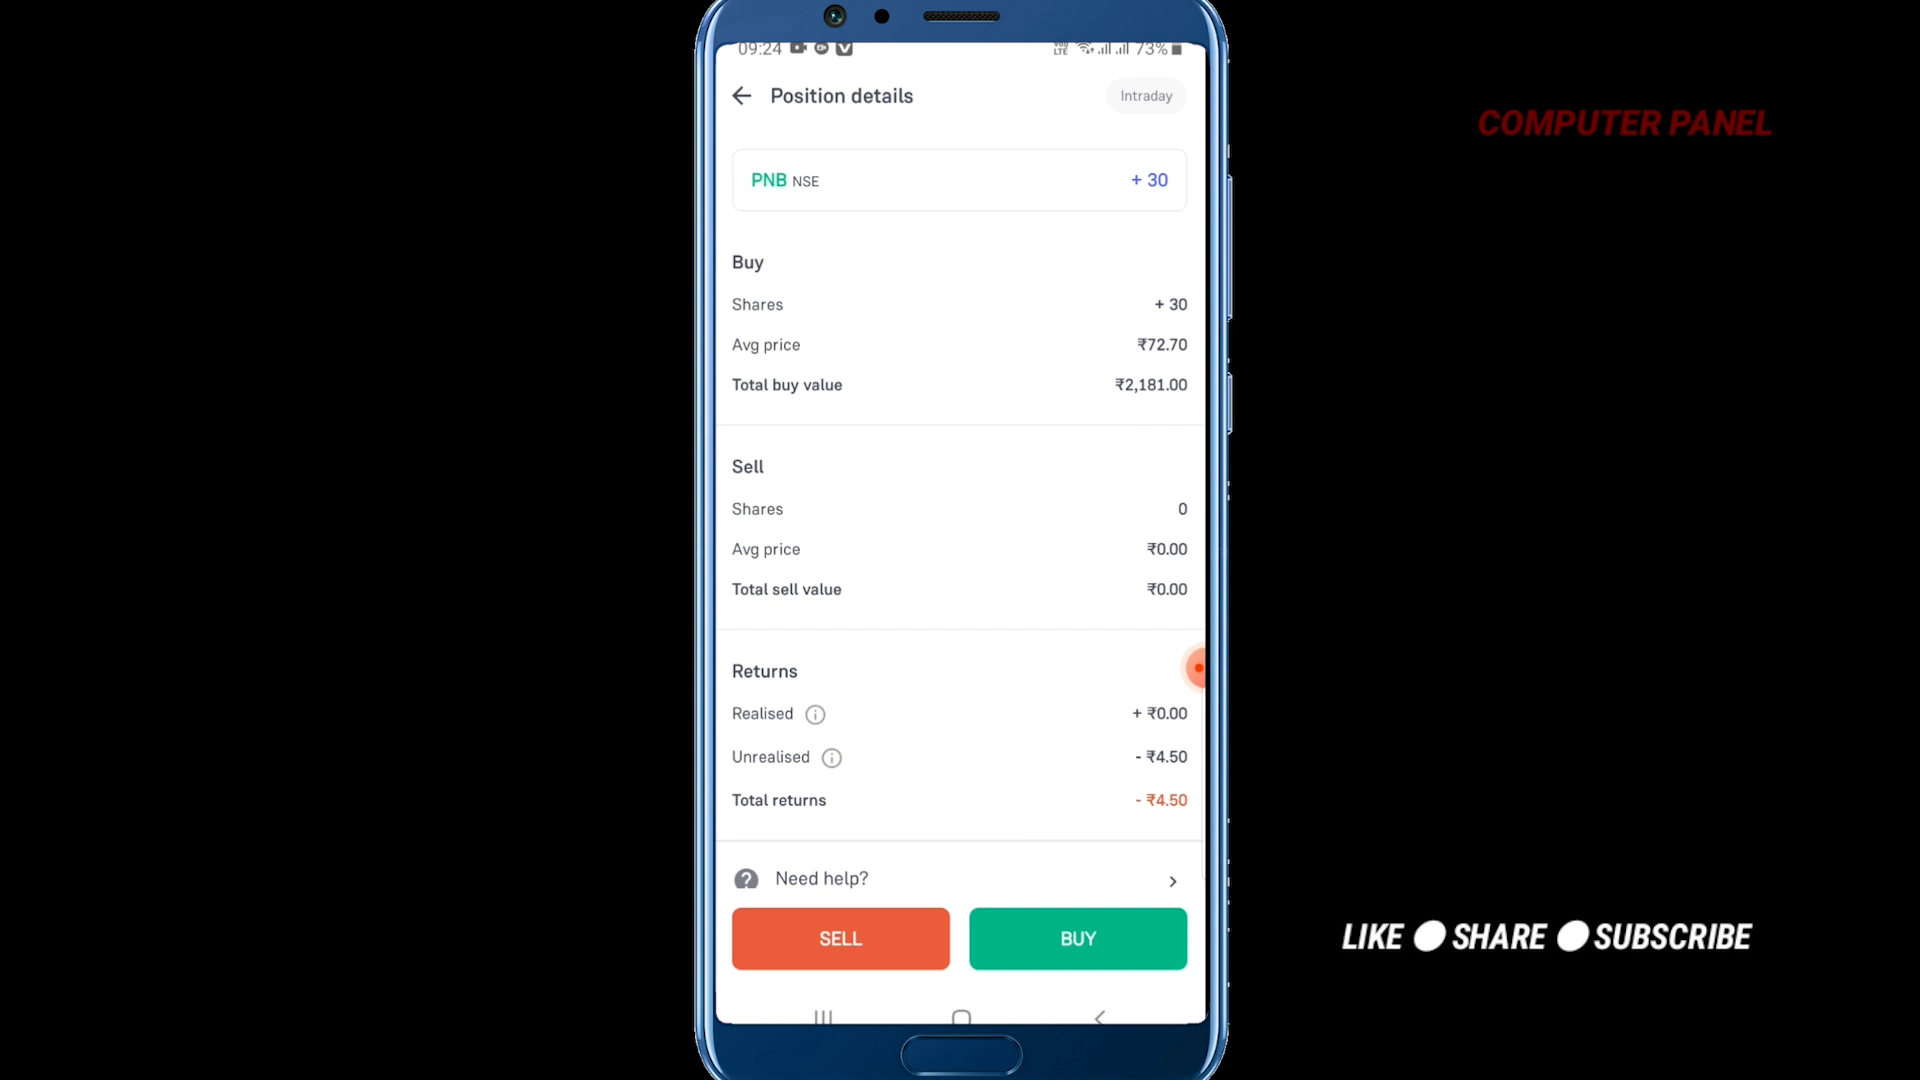 09:24 73%
Position details Intraday
COMPUTER PANEL
PNB NSE + 30
Buy
Shares + 30
Avg price ₹72.70
Total buy value ₹2,181.00
Sell
Shares 0
Avg price ₹0.00
Total sell value ₹0.00
Returns
Realised + ₹0.00
Unrealised - ₹4.50
Total returns - ₹4.50
Need help?
SELL BUY
LIKE SHARE SUBSCRIBE